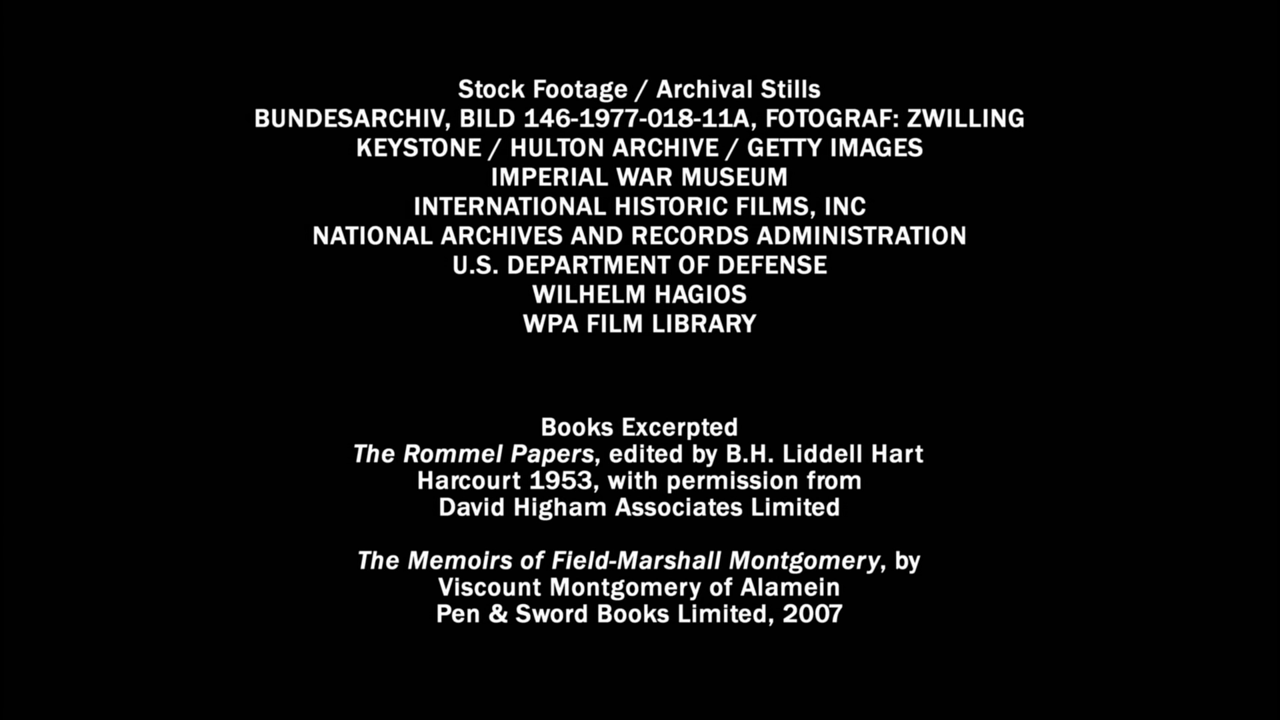 Stock Footage / Archival Stills
BUNDESARCHIV, BILD 146-1977-018-11A, FOTOGRAF: ZWILLING
KEYSTONE / HULTON ARCHIVE / GETTY IMAGES
IMPERIAL WAR MUSEUM
INTERNATIONAL HISTORIC FILMS, INC
NATIONAL ARCHIVES AND RECORDS ADMINISTRATION
U.S. DEPARTMENT OF DEFENSE
WILHELM HAGIOS
WPA FILM LIBRARY
Books Excerpted
The Rommel Papers, edited by B.H. Liddell Hart
Harcourt 1953, with permission from
David Higham Associates Limited
The Memoirs of Field-Marshall Montgomery, by
Viscount Montgomery of Alamein
Pen & Sword Books Limited, 2007